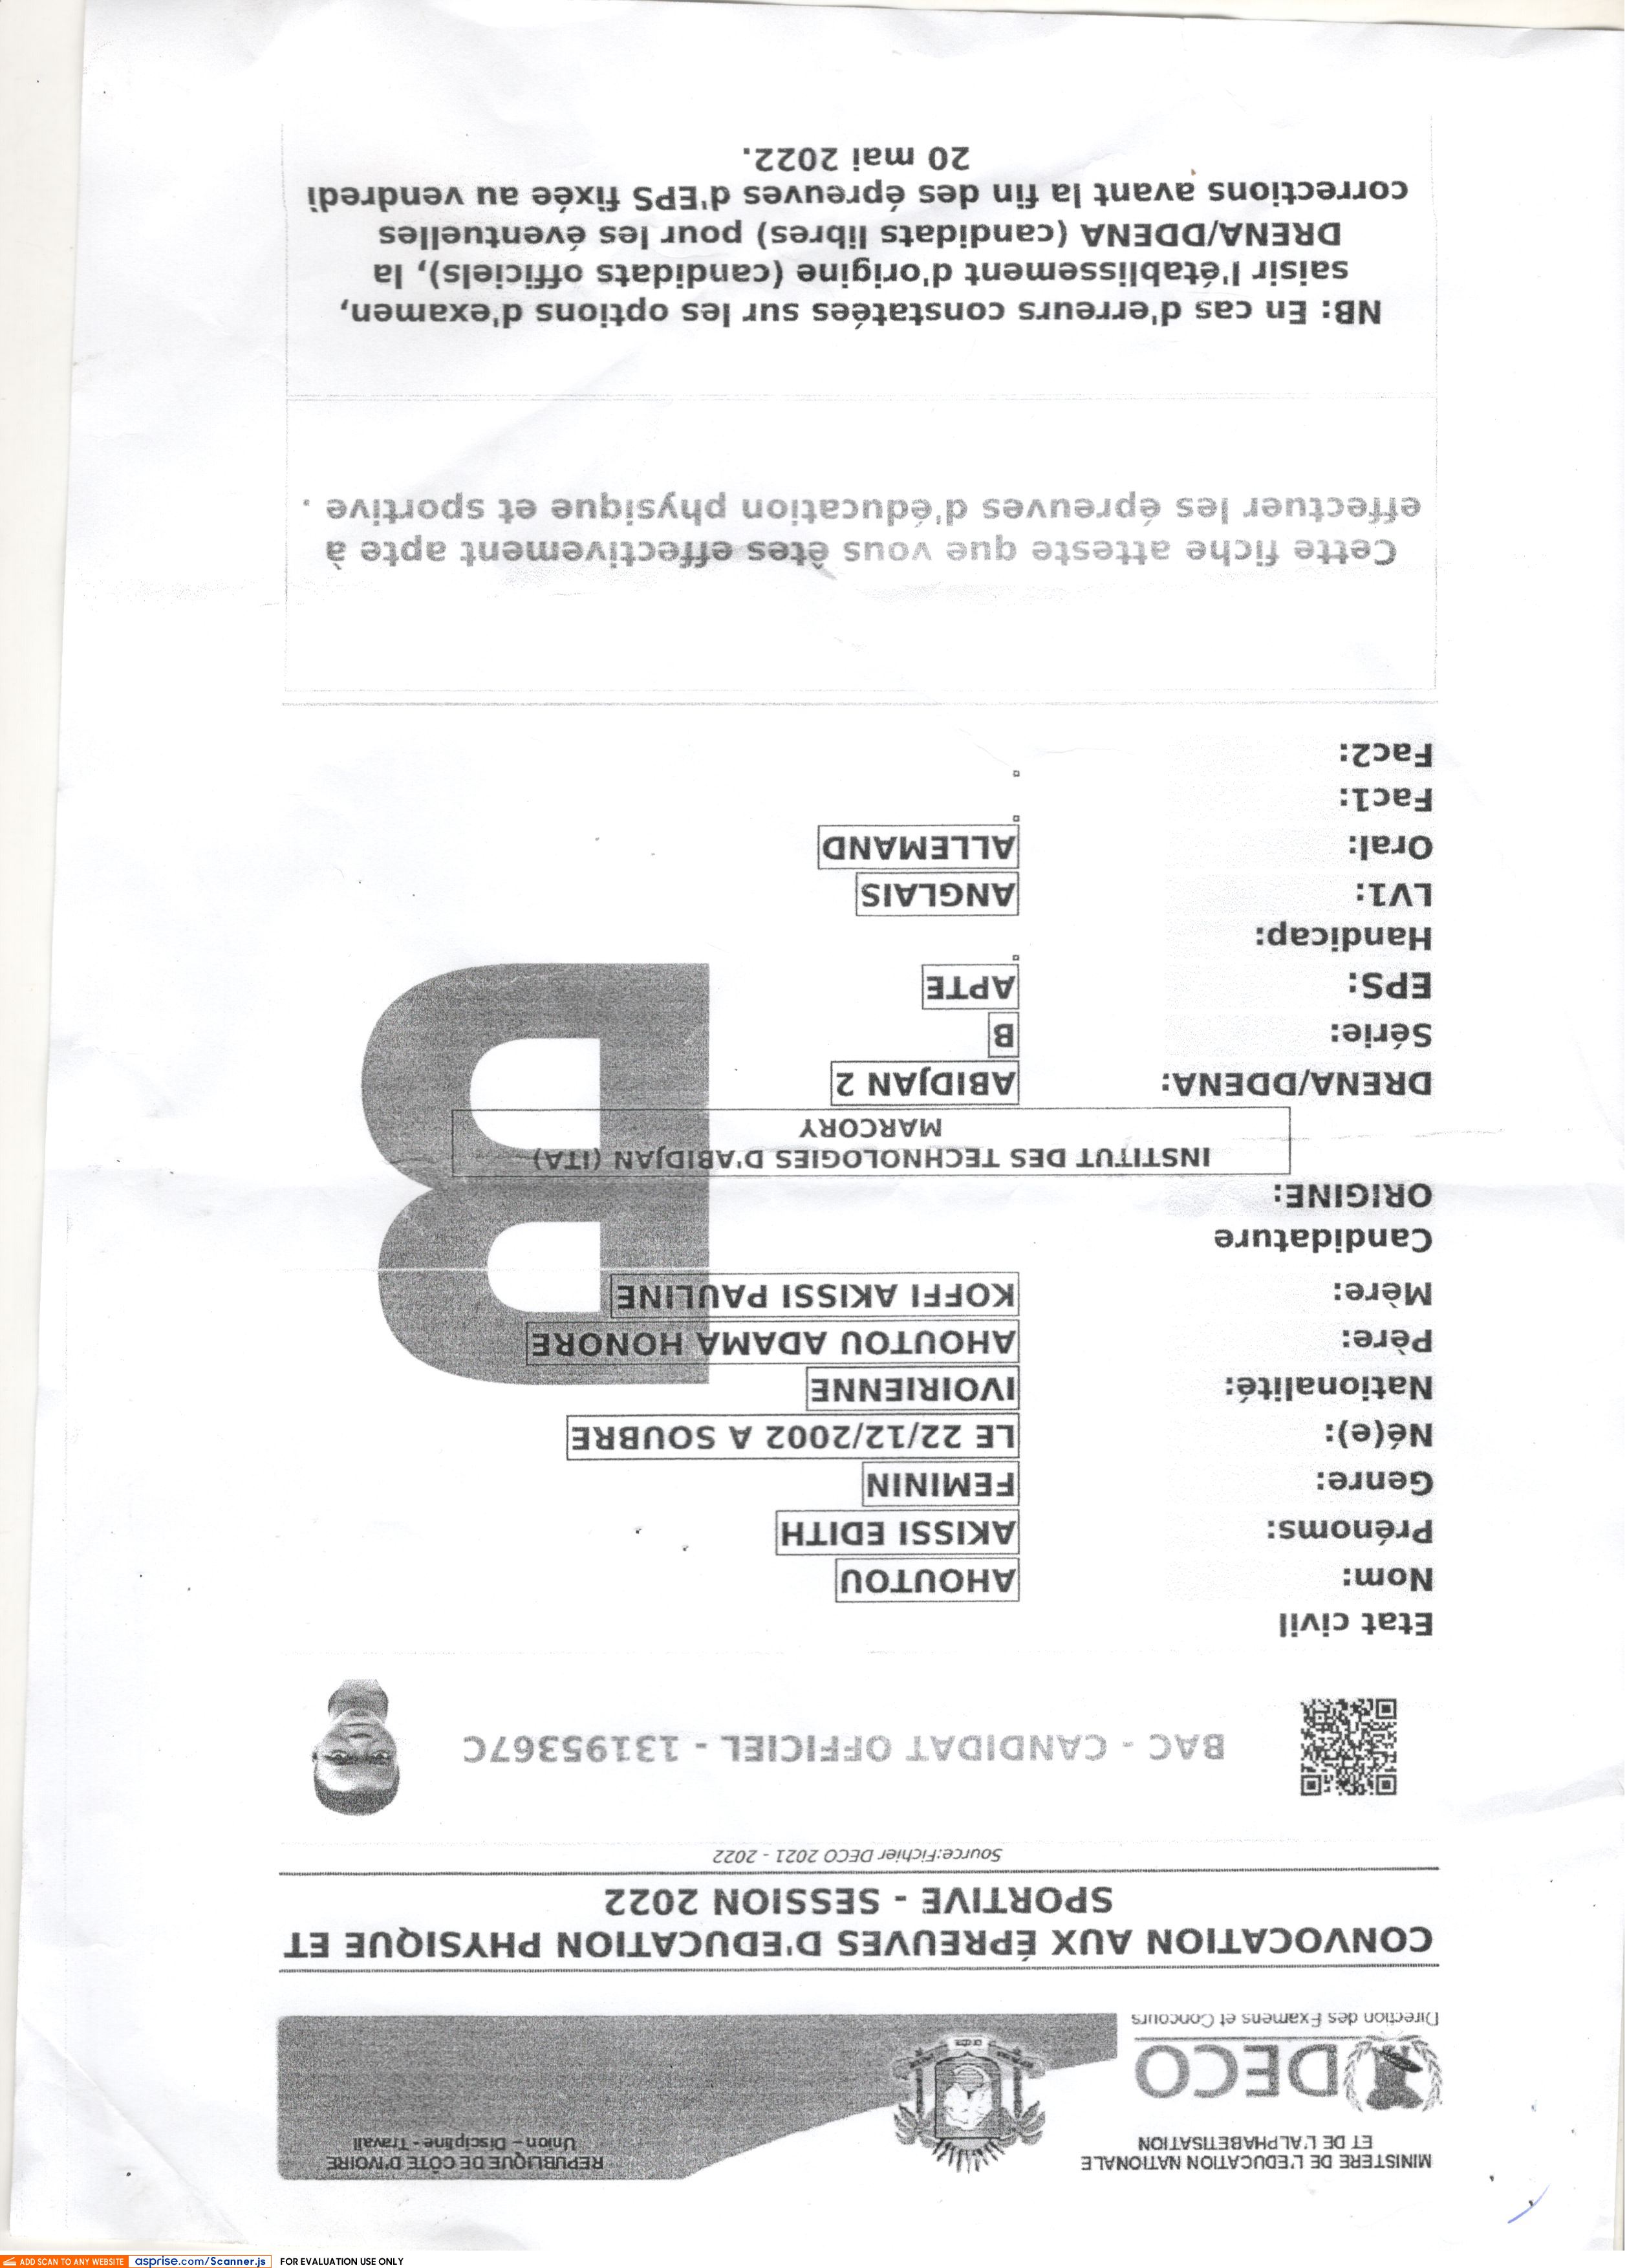 MINISTERE DE L'EDUCATION NATIONALE
ET DE L'ALPHABETISATION
DECO
Direction des Examens et Concours
REPUBLIQUE DE CÔTE D'IVOIRE
Union - Discipline - Travail
CONVOCATION AUX ÉPREUVES D'EDUCATION PHYSIQUE ET
SPORTIVE - SESSION 2022
Source:Fichier DECO 2021 - 2022
BAC - CANDIDAT OFFICIEL - 13195367C
Etat civil
Nom: AHOUTOU
Prénoms: AKISSI EDITH
Genre: FEMININ
Né(e): LE 22/12/2002 A SOUBRE
Nationalité: IVOIRIENNE
Père: AHOUTOU ADAMA HONORE
Mère: KOFFI AKISSI PAULINE
Candidature
ORIGINE:
INSTITUT DES TECHNOLOGIES D'ABIDJAN (ITA)
MARCORY
DRENA/DDENA: ABIDJAN 2
Série: B
EPS: APTE
Handicap:
LV1: ANGLAIS
Oral: ALLEMAND
Fac1:
Fac2:
B
Cette fiche atteste que vous êtes effectivement apte à
effectuer les épreuves d'éducation physique et sportive .
NB: En cas d'erreurs constatées sur les options d'examen,
saisir l'établissement d'origine (candidats officiels), la
DRENA/DDENA (candidats libres) pour les éventuelles
corrections avant la fin des épreuves d'EPS fixée au vendredi
20 mai 2022.
ADD SCAN TO ANY WEBSITE asprise.com/Scanner.js FOR EVALUATION USE ONLY